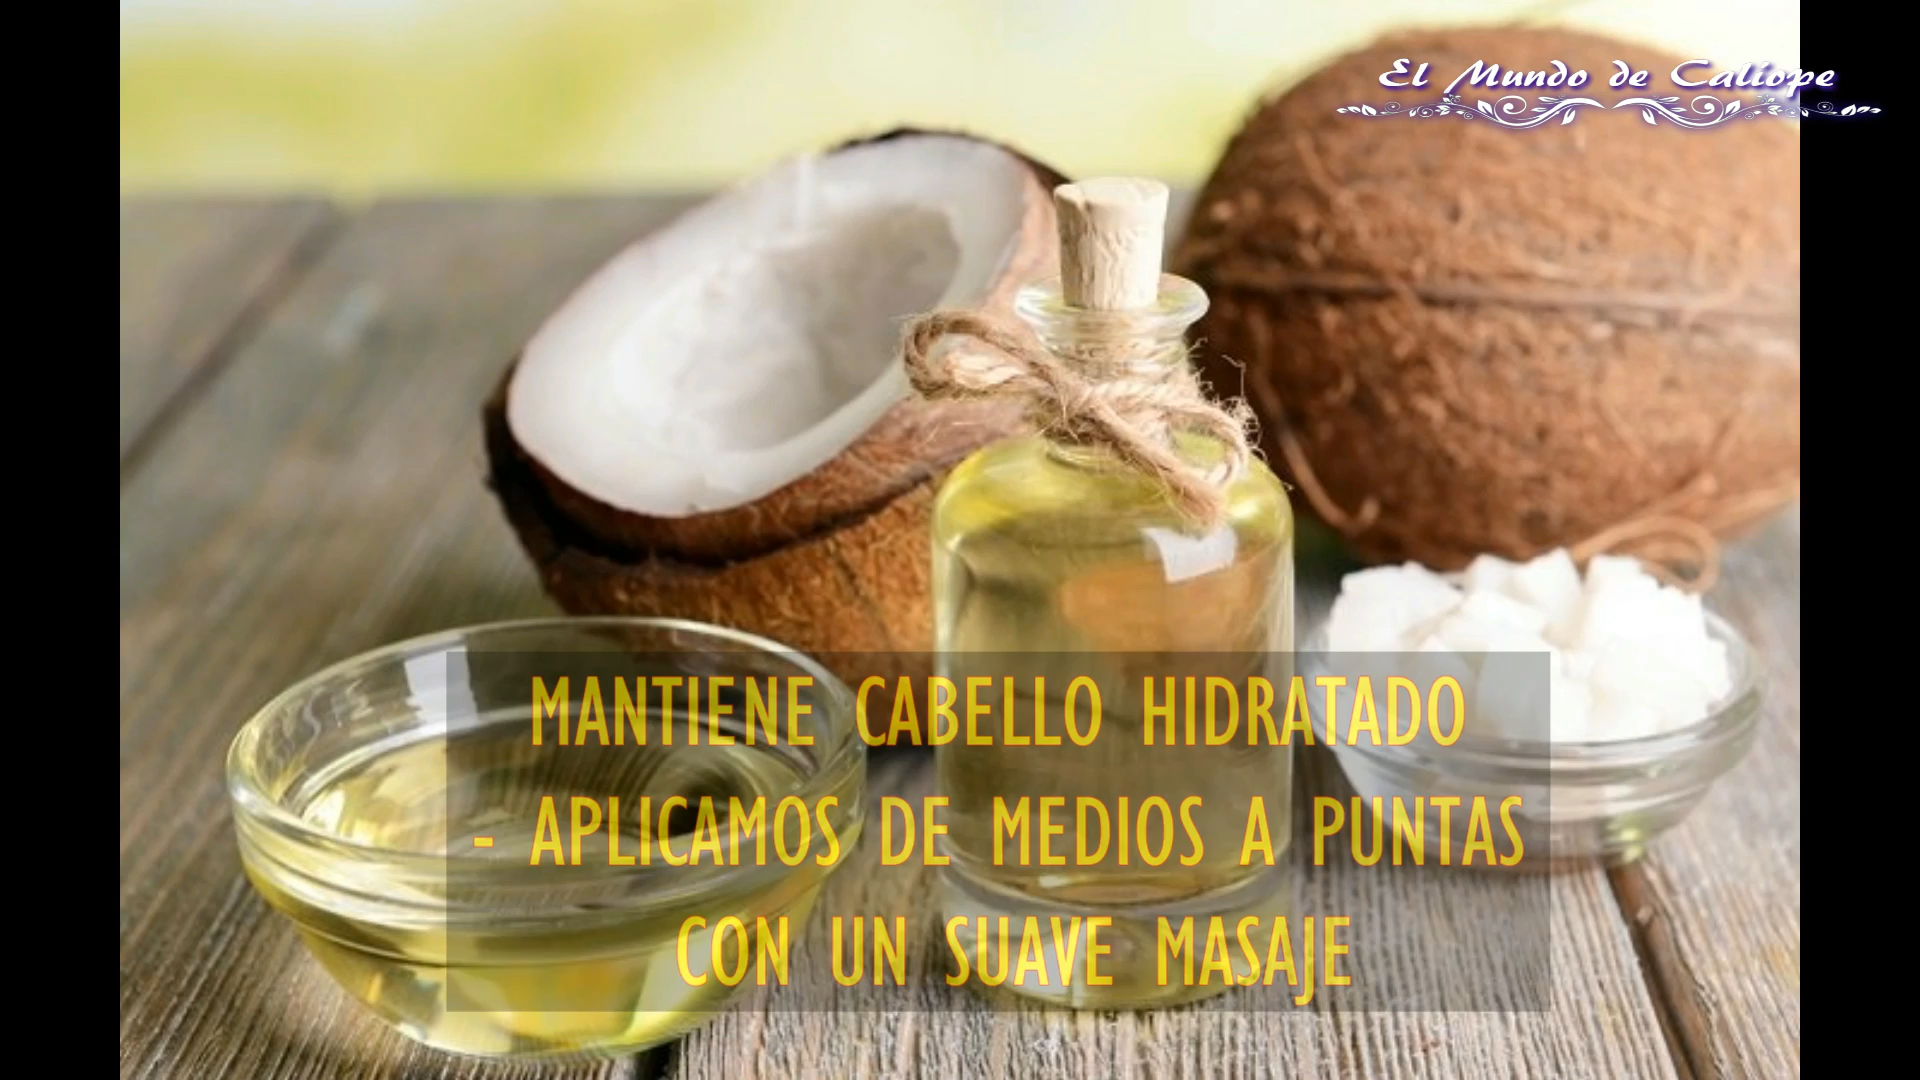 El Mundo de Caliope
MANTIENE CABELLO HIDRATADO
- APLICAMOS DE MEDIOS A PUNTAS
CON UN SUAVE MASAJE